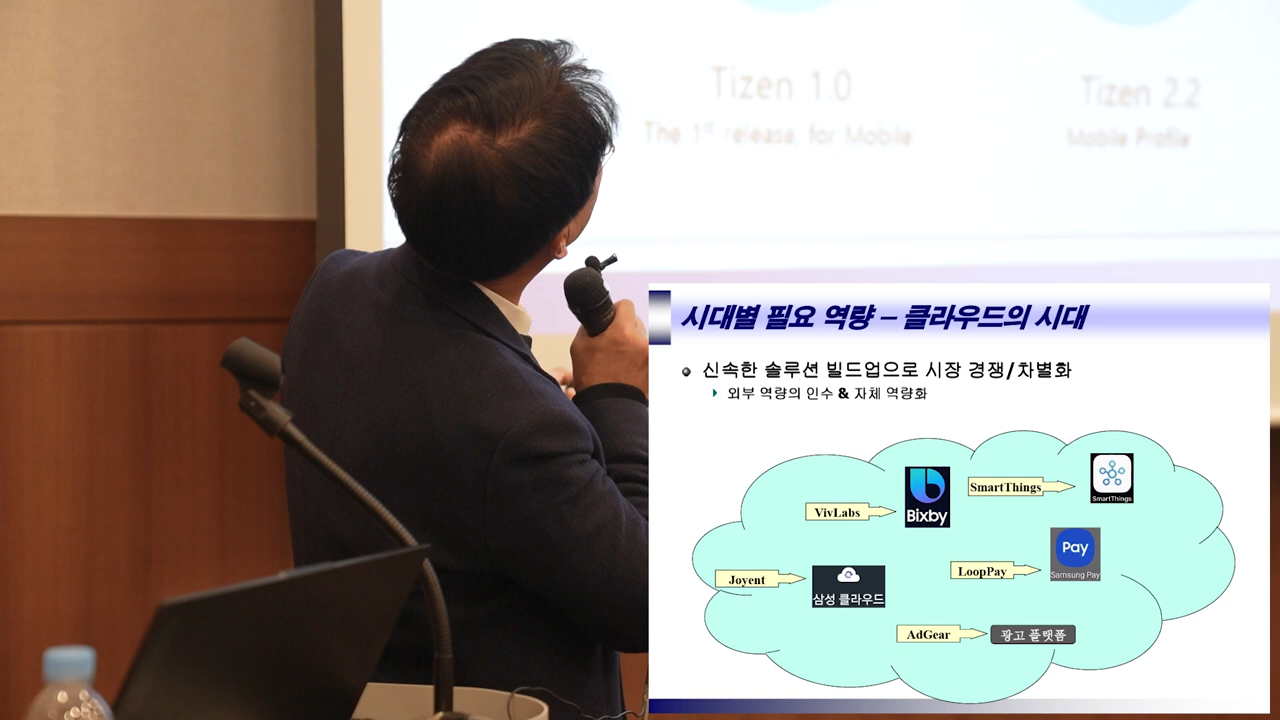 Tizen 1.0
The 1st release, for Mobile
Tizen 2.2
Mobile Profile
시대별 필요 역량 – 클라우드의 시대
신속한 솔루션 빌드업으로 시장 경쟁/차별화
외부 역량의 인수 & 자체 역량화
VivLabs
Bixby
SmartThings
SmartThings
Joyent
삼성 클라우드
LoopPay
Pay
Samsung Pay
AdGear
광고 플랫폼